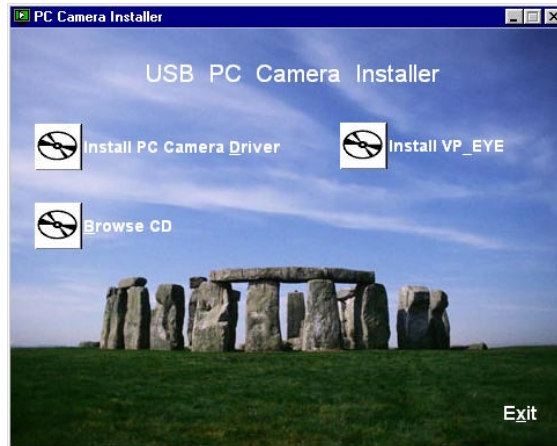 PC Camera Installer
USB PC Camera Installer
Install PC Camera Driver
Install VP_EYE
Browse CD
Exit